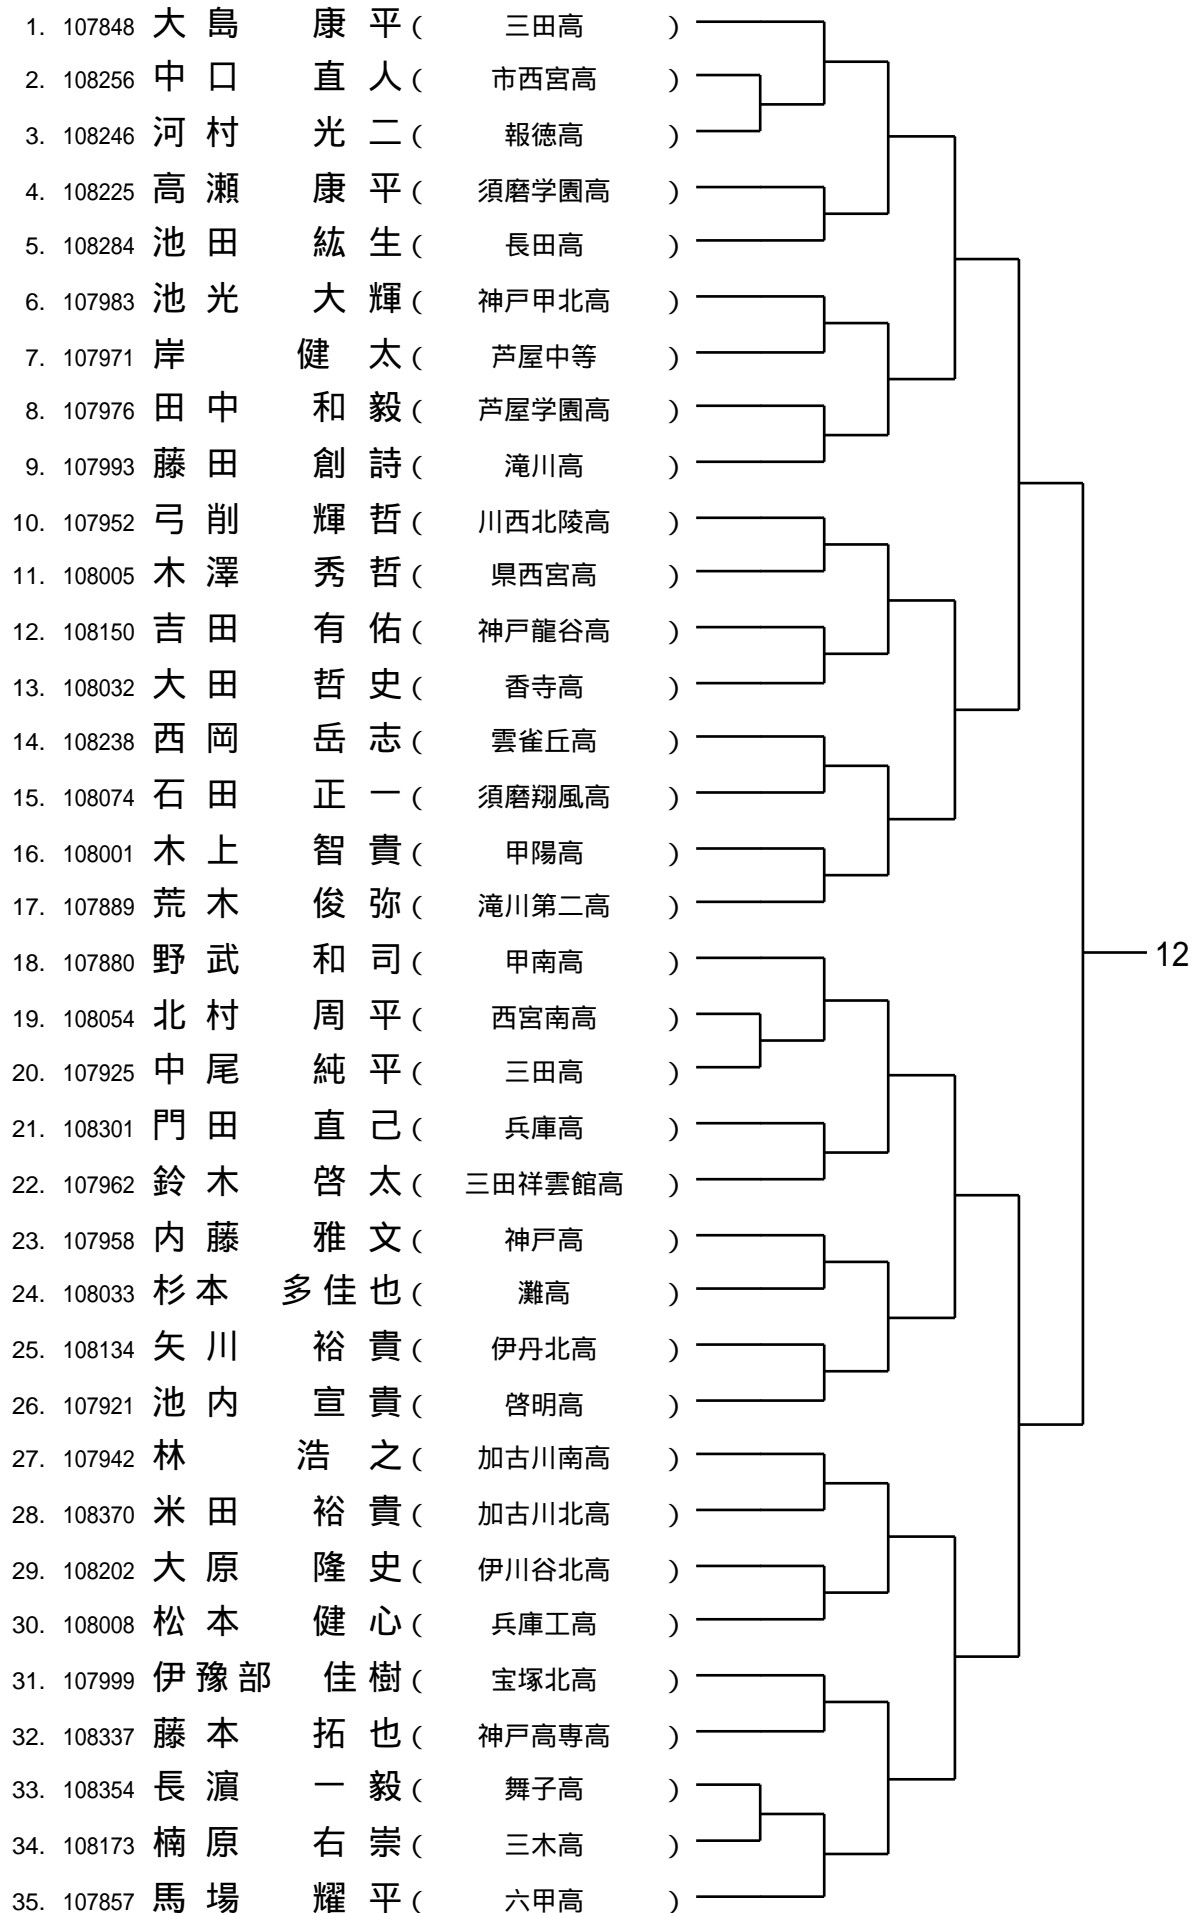 1. 107848 大島 康平 ( 三田高 )
2. 108256 中口 直人 ( 市西宮高 )
3. 108246 河村 光二 ( 報徳高 )
4. 108225 高瀬 康平 ( 須磨学園高 )
5. 108284 池田 紘生 ( 長田高 )
6. 107983 池光 大輝 ( 神戸甲北高 )
7. 107971 岸 健太 ( 芦屋中等 )
8. 107976 田中 和毅 ( 芦屋学園高 )
9. 107993 藤田 創詩 ( 滝川高 )
10. 107952 弓削 輝哲 ( 川西北陵高 )
11. 108005 木澤 秀哲 ( 県西宮高 )
12. 108150 吉田 有佑 ( 神戸龍谷高 )
13. 108032 大田 哲史 ( 香寺高 )
14. 108238 西岡 岳志 ( 雲雀丘高 )
15. 108074 石田 正一 ( 須磨翔風高 )
16. 108001 木上 智貴 ( 甲陽高 )
17. 107889 荒木 俊弥 ( 滝川第二高 )
18. 107880 野武 和司 ( 甲南高 )
12
19. 108054 北村 周平 ( 西宮南高 )
20. 107925 中尾 純平 ( 三田高 )
21. 108301 門田 直己 ( 兵庫高 )
22. 107962 鈴木 啓太 ( 三田祥雲館高 )
23. 107958 内藤 雅文 ( 神戸高 )
24. 108033 杉本 多佳也 ( 灘高 )
25. 108134 矢川 裕貴 ( 伊丹北高 )
26. 107921 池内 宣貴 ( 啓明高 )
27. 107942 林 浩之 ( 加古川南高 )
28. 108370 米田 裕貴 ( 加古川北高 )
29. 108202 大原 隆史 ( 伊川谷北高 )
30. 108008 松本 健心 ( 兵庫工高 )
31. 107999 伊豫部 佳樹 ( 宝塚北高 )
32. 108337 藤本 拓也 ( 神戸高専高 )
33. 108354 長濵 一毅 ( 舞子高 )
34. 108173 楠原 右崇 ( 三木高 )
35. 107857 馬場 耀平 ( 六甲高 )